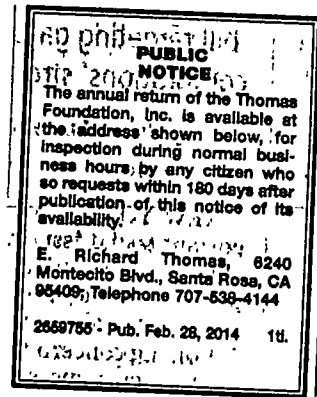 PUBLIC
NOTICE
The annual return of the Thomas
Foundation, Inc. is available at
the address shown below, for
inspection during normal busi-
ness hours by any citizen who
so requests within 180 days after
publication of this notice of its
availability.
E. Richard Thomas, 6240
Montecito Blvd., Santa Rosa, CA
95409; Telephone 707-538-4144
2659755 Pub. Feb. 28, 2014 1ti.